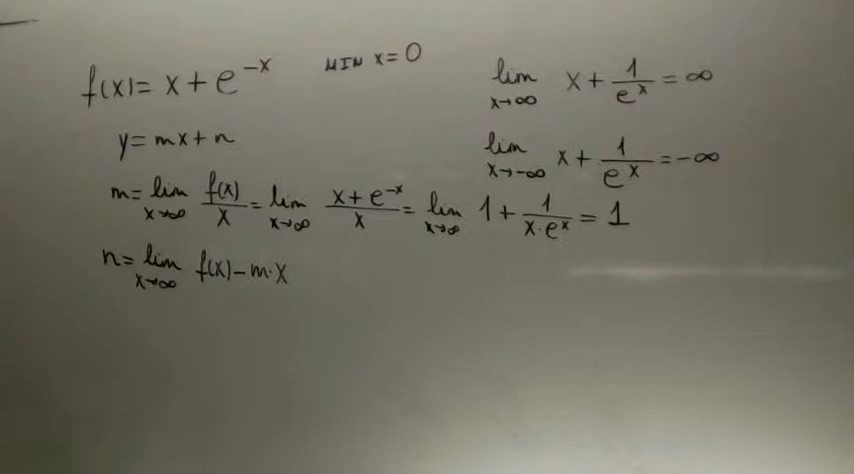 f(x) = x + e^{-x}   MIN x = 0
lim_{x→∞} x + 1/e^x = ∞
y = mx + n
lim_{x→-∞} x + 1/e^x = -∞
m = lim_{x→∞} f(x)/x = lim_{x→∞} (x + e^{-x})/x = lim_{x→∞} 1 + 1/(x·e^x) = 1
n = lim_{x→∞} f(x) - m·x